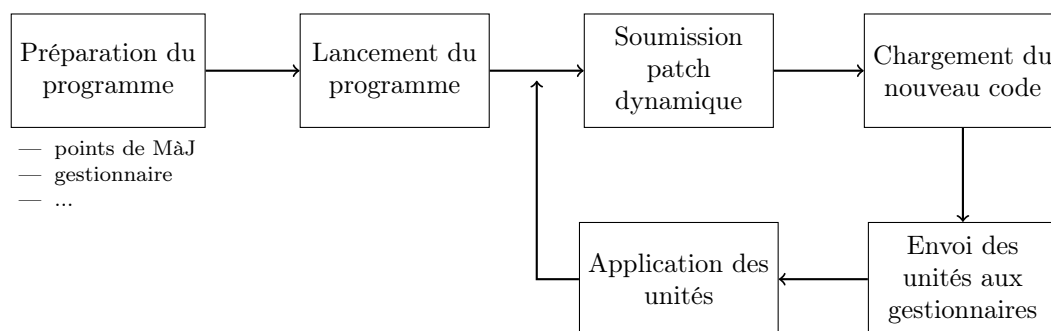 Préparation du
programme
Lancement du
programme
Soumission
patch
dynamique
Chargement du
nouveau code
— points de MàJ
— gestionnaire
— ...
Application des
unités
Envoi des
unités aux
gestionnaires